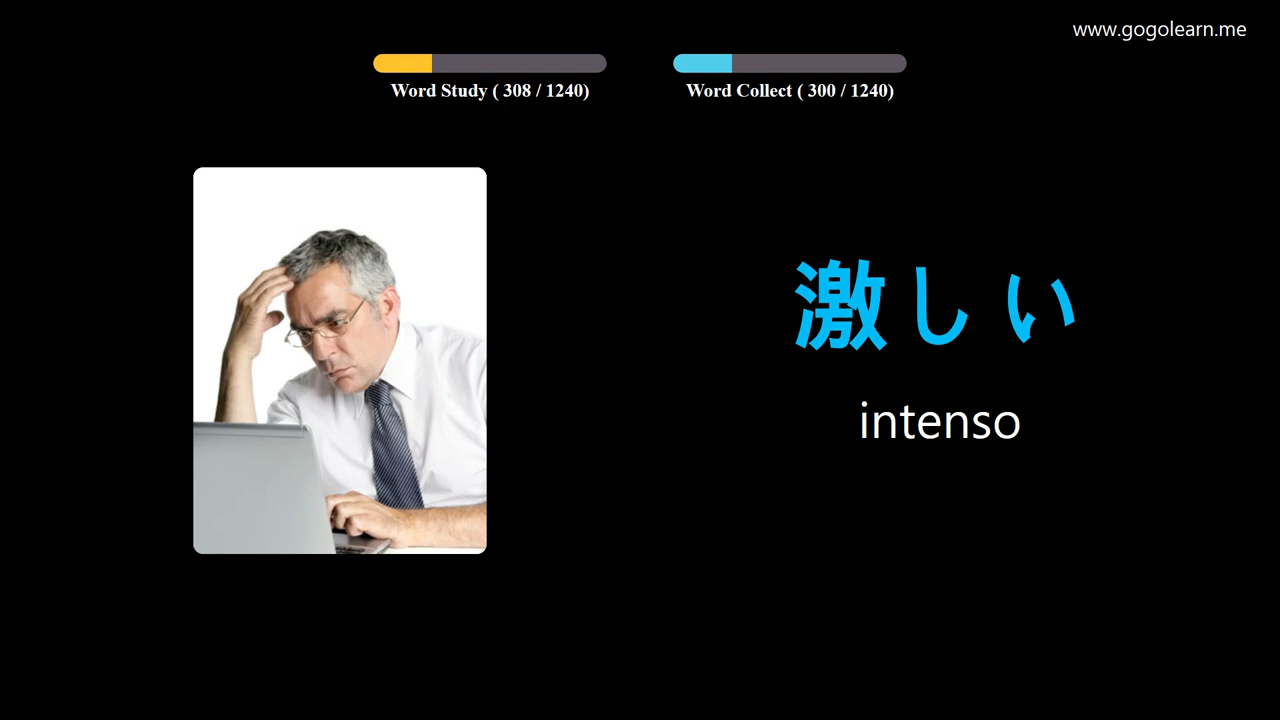 www.gogolearn.me
Word Study ( 308 / 1240)
Word Collect ( 300 / 1240)
激しい
intenso